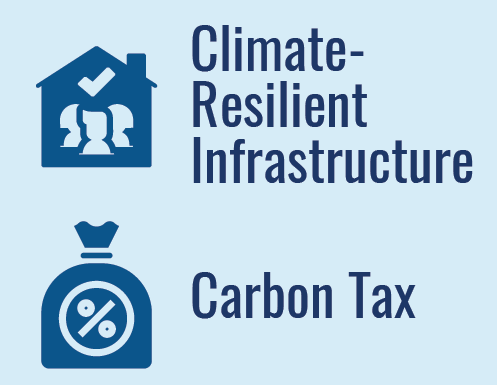 Climate-
Resilient
Infrastructure
Carbon Tax